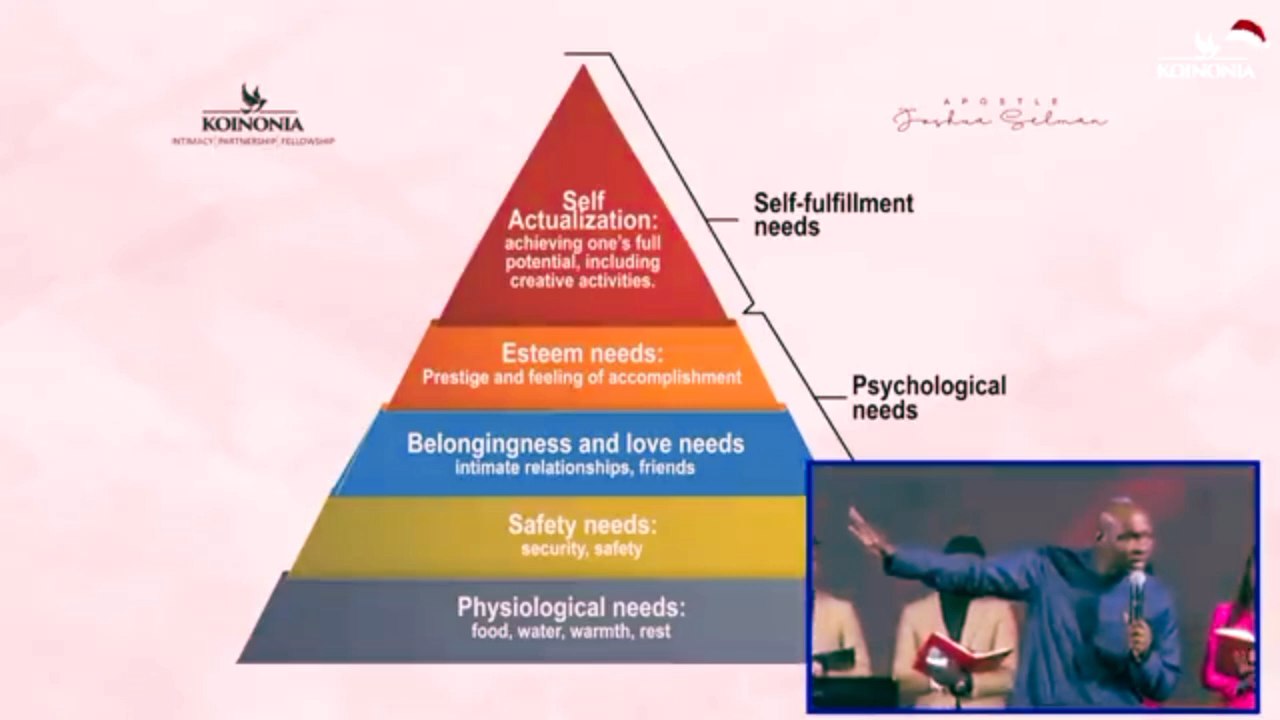 KOINONIA
INTIMACY PARTNERSHIP FELLOWSHIP
APOSTLE
Joshua Selman
KOINONIA
Self
Actualization:
achieving one's full
potential, including
creative activities.
Self-fulfillment
needs
Esteem needs:
Prestige and feeling of accomplishment
Psychological
needs
Belongingness and love needs
intimate relationships, friends
Safety needs:
security, safety
Physiological needs:
food, water, warmth, rest